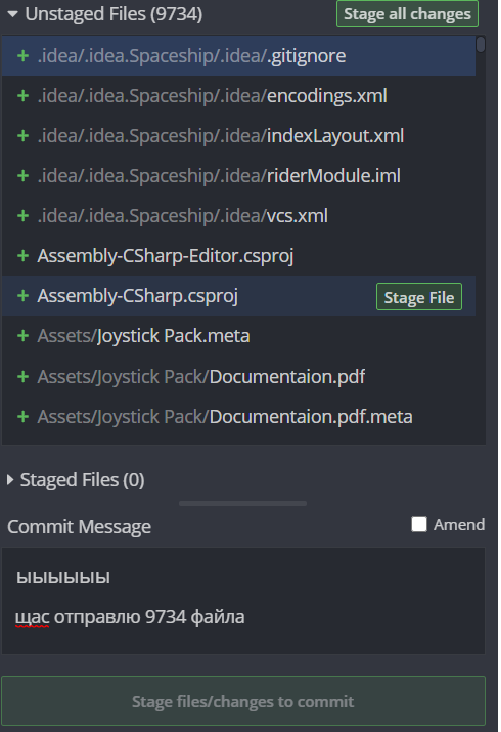 Unstaged Files (9734)
Stage all changes
.idea/.idea.Spaceship/.idea/.gitignore
.idea/.idea.Spaceship/.idea/encodings.xml
.idea/.idea.Spaceship/.idea/indexLayout.xml
.idea/.idea.Spaceship/.idea/riderModule.iml
.idea/.idea.Spaceship/.idea/vcs.xml
Assembly-CSharp-Editor.csproj
Assembly-CSharp.csproj
Stage File
Assets/Joystick Pack.meta
Assets/Joystick Pack/Documentaion.pdf
Assets/Joystick Pack/Documentaion.pdf.meta
Staged Files (0)
Commit Message
Amend
ыыыыыы
щас отправлю 9734 файла
Stage files/changes to commit